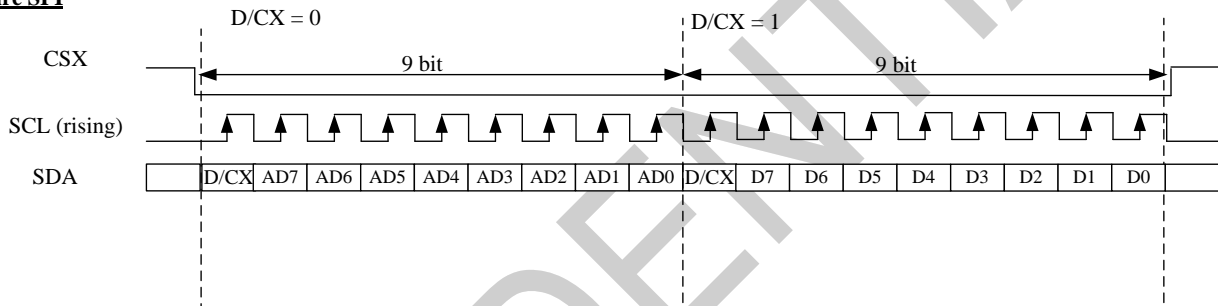 SPI
D/CX = 0
D/CX = 1
CSX
9 bit
9 bit
SCL (rising)
SDA
D/CX AD7 AD6 AD5 AD4 AD3 AD2 AD1 AD0 D/CX D7 D6 D5 D4 D3 D2 D1 D0